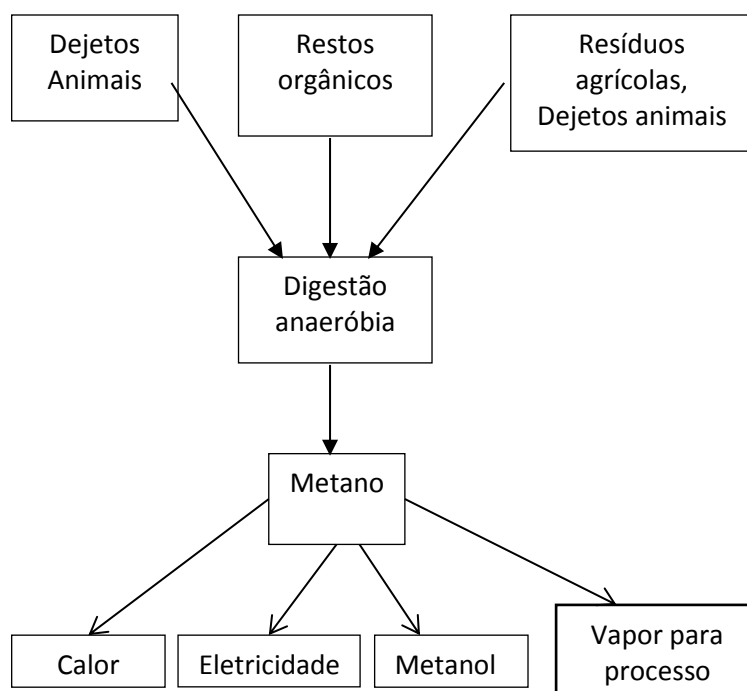 Dejetos
Animais
Restos
orgânicos
Resíduos
agrícolas,
Dejetos animais
Digestão
anaeróbia
Metano
Calor
Eletricidade
Metanol
Vapor para
processo